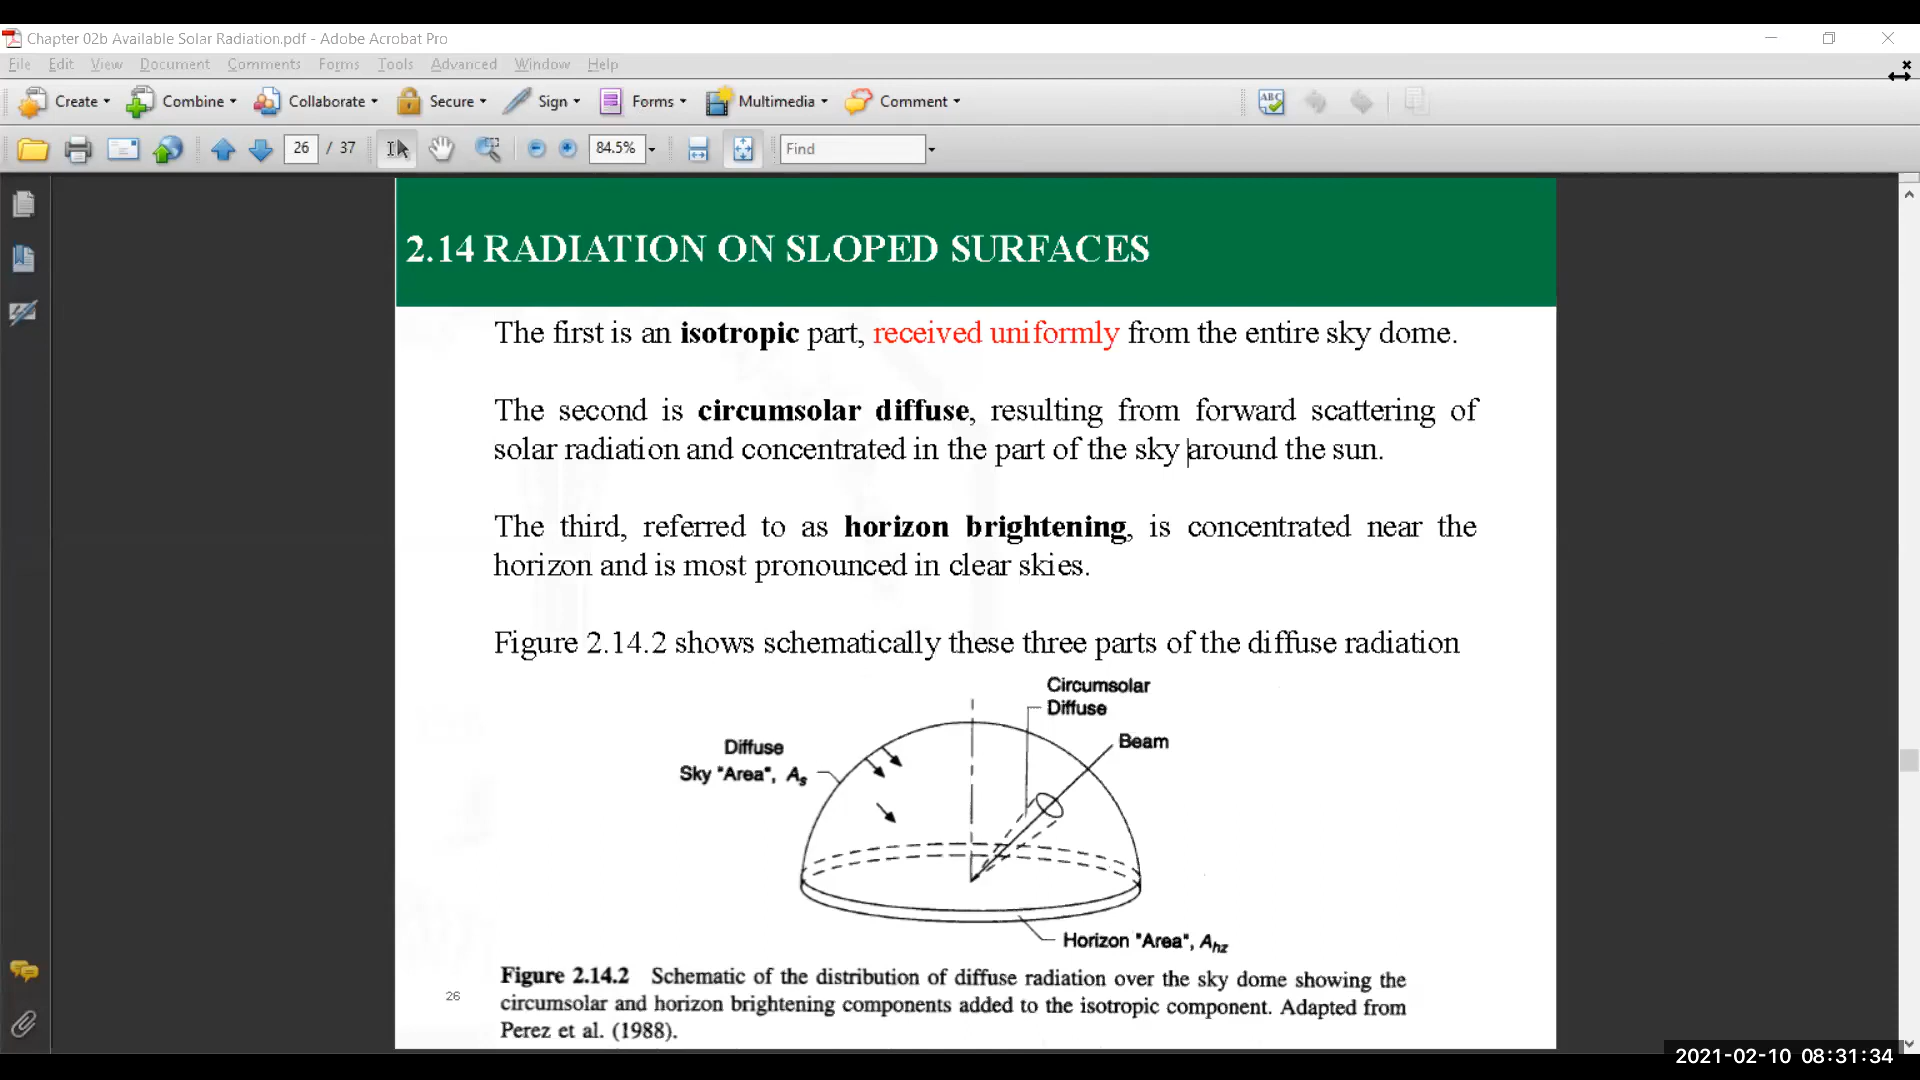 Chapter 02b Available Solar Radiation.pdf - Adobe Acrobat Pro
File Edit View Document Comments Forms Tools Advanced Window Help
Create Combine Collaborate Secure Sign Forms Multimedia Comment
26 / 37 84.5% Find
2.14 RADIATION ON SLOPED SURFACES
The first is an isotropic part, received uniformly from the entire sky dome.
The second is circumsolar diffuse, resulting from forward scattering of
solar radiation and concentrated in the part of the sky around the sun.
The third, referred to as horizon brightening, is concentrated near the
horizon and is most pronounced in clear skies.
Figure 2.14.2 shows schematically these three parts of the diffuse radiation
Circumsolar
Diffuse
Beam
Diffuse
Sky "Area", As
Horizon "Area", Ahz
Figure 2.14.2 Schematic of the distribution of diffuse radiation over the sky dome showing the
circumsolar and horizon brightening components added to the isotropic component. Adapted from
Perez et al. (1988).
26
2021-02-10 08:31:34